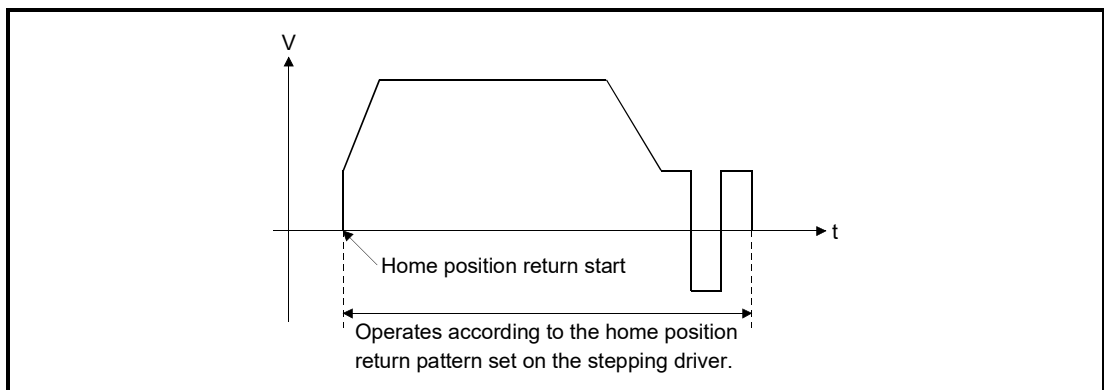 V
t
Home position return start
Operates according to the home position
return pattern set on the stepping driver.